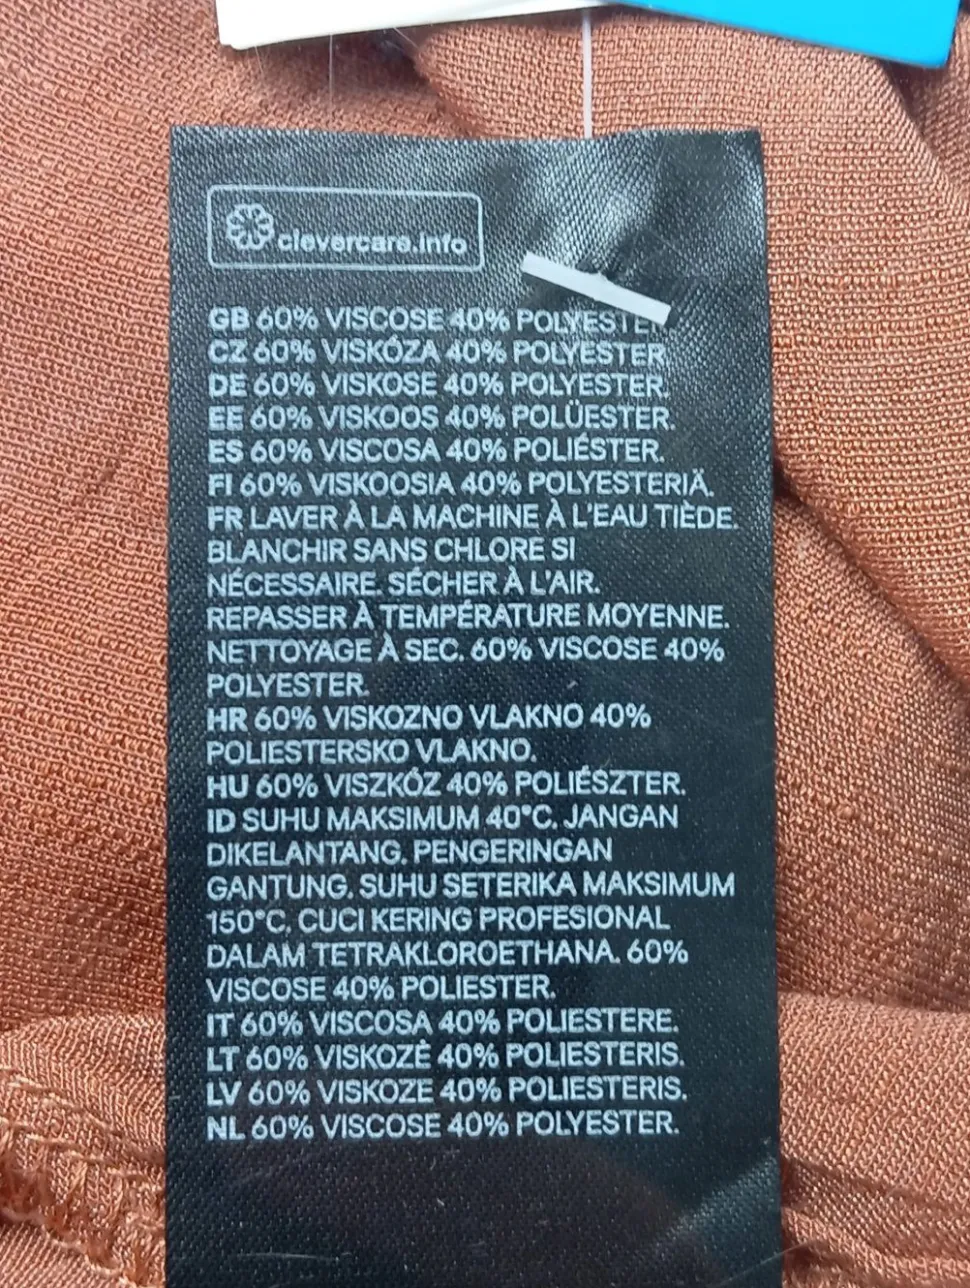 clevercare.info
GB 60% VISCOSE 40% POLYESTER
CZ 60% VISKÓZA 40% POLYESTER
DE 60% VISKOSE 40% POLYESTER.
EE 60% VISKOOS 40% POLÜESTER.
ES 60% VISCOSA 40% POLIÉSTER.
FI 60% VISKOOSIA 40% POLYESTERIÄ.
FR LAVER À LA MACHINE À L'EAU TIÈDE.
BLANCHIR SANS CHLORE SI
NÉCESSAIRE. SÉCHER À L'AIR.
REPASSER À TEMPÉRATURE MOYENNE.
NETTOYAGE À SEC. 60% VISCOSE 40%
POLYESTER.
HR 60% VISKOZNO VLAKNO 40%
POLIESTERSKO VLAKNO.
HU 60% VISZKÓZ 40% POLIÉSZTER.
ID SUHU MAKSIMUM 40°C. JANGAN
DIKELANTANG. PENGERINGAN
GANTUNG. SUHU SETERIKA MAKSIMUM
150°C. CUCI KERING PROFESIONAL
DALAM TETRAKLOROETHANA. 60%
VISCOSE 40% POLIESTER.
IT 60% VISCOSA 40% POLIESTERE.
LT 60% VISKOZĖ 40% POLIESTERIS.
LV 60% VISKOZE 40% POLIESTERIS.
NL 60% VISCOSE 40% POLYESTER.